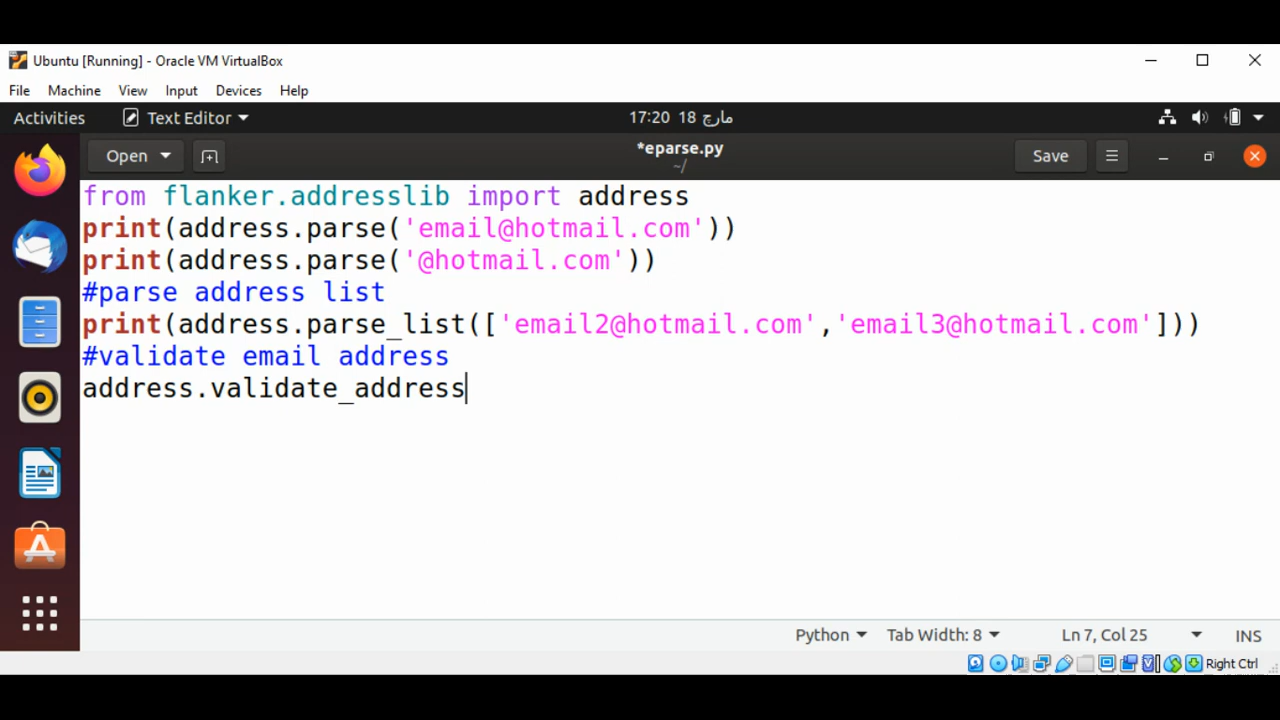 Ubuntu [Running] - Oracle VM VirtualBox
File Machine View Input Devices Help
Activities Text Editor 17:20 18 مارچ
Open *eparse.py Save
~/
from flanker.addresslib import address
print(address.parse('email@hotmail.com'))
print(address.parse('@hotmail.com'))
#parse address list
print(address.parse_list(['email2@hotmail.com','email3@hotmail.com']))
#validate email address
address.validate_address
Python Tab Width: 8 Ln 7, Col 25 INS
Right Ctrl